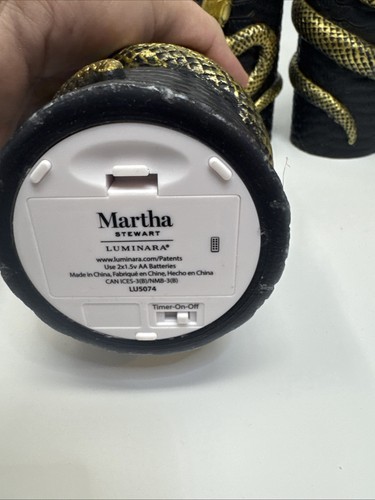 Martha
STEWART
LUMINARA®
www.luminara.com/Patents
Use 2x1.5v AA Batteries
Made in China, Fabriqué en Chine, Hecho en China
CAN ICES-3(B)/NMB-3(B)
LUS074
Timer-On-Off